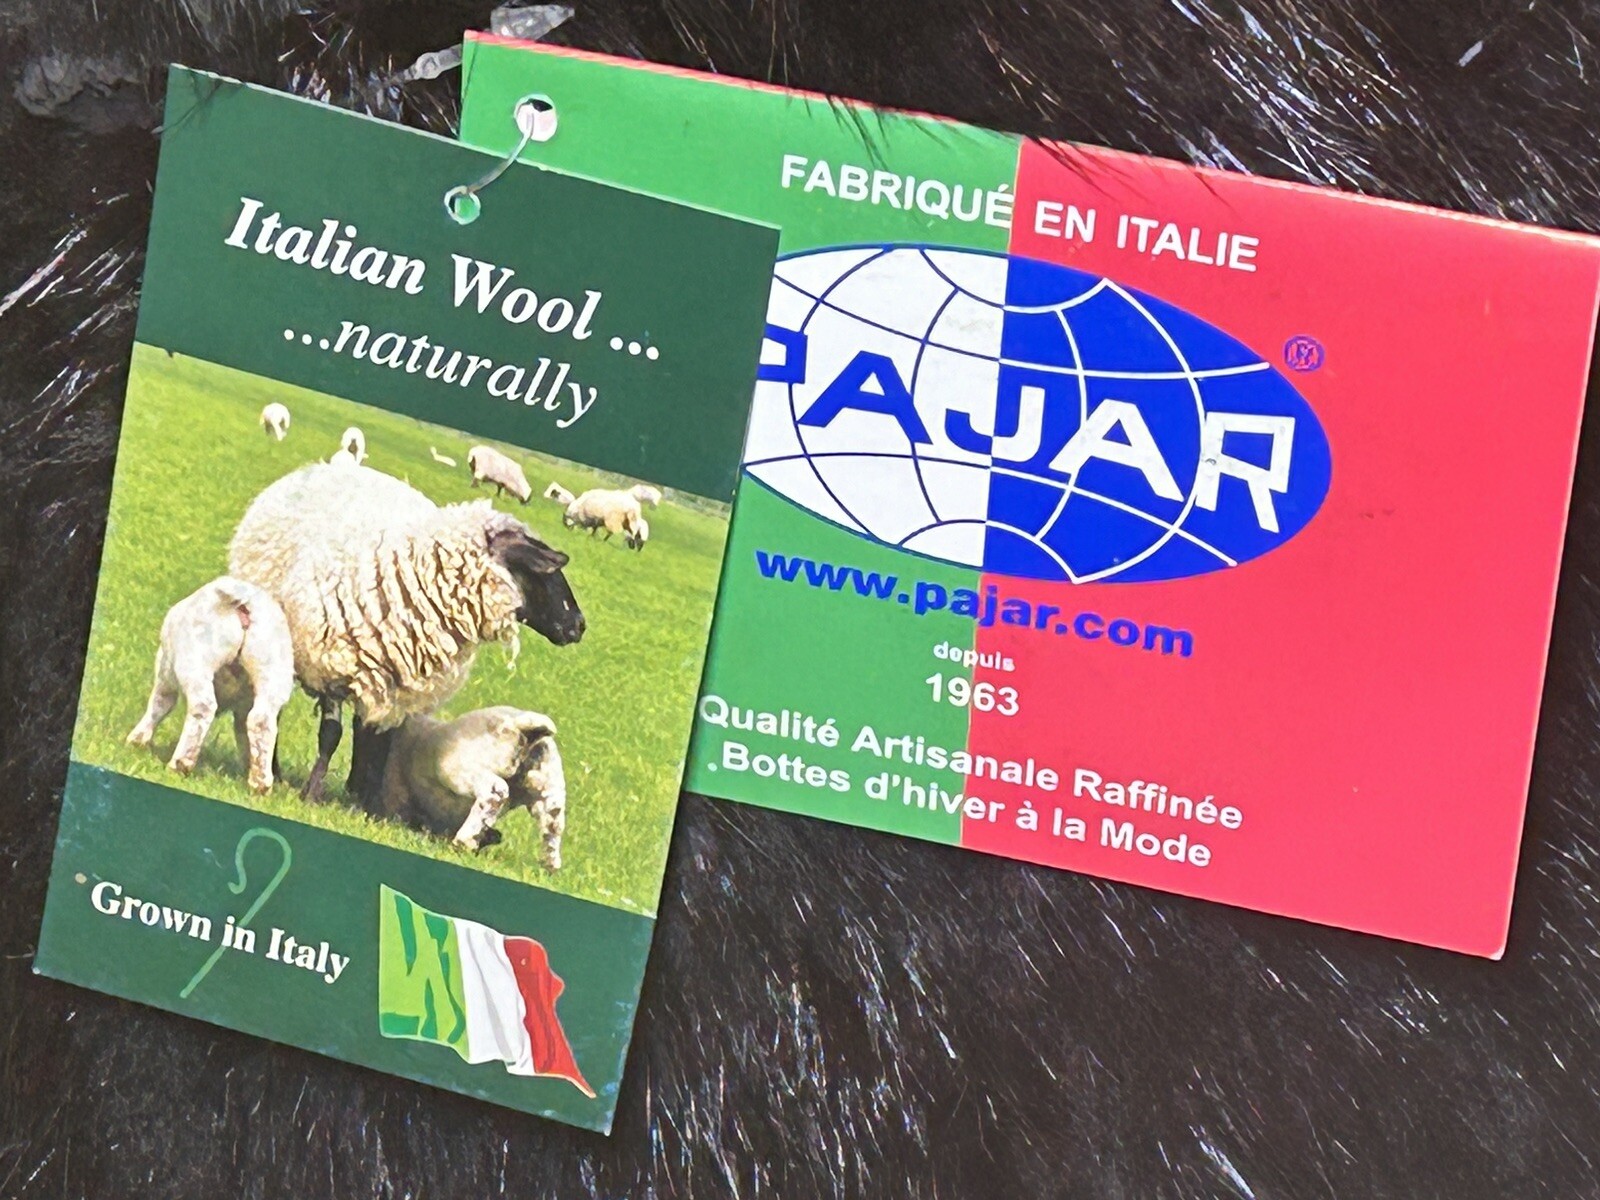 Italian Wool ...
...naturally
Grown in Italy
FABRIQUÉ EN ITALIE
PAJAR
®
www.pajar.com
depuis
1963
Qualité Artisanale Raffinée
Bottes d'hiver à la Mode